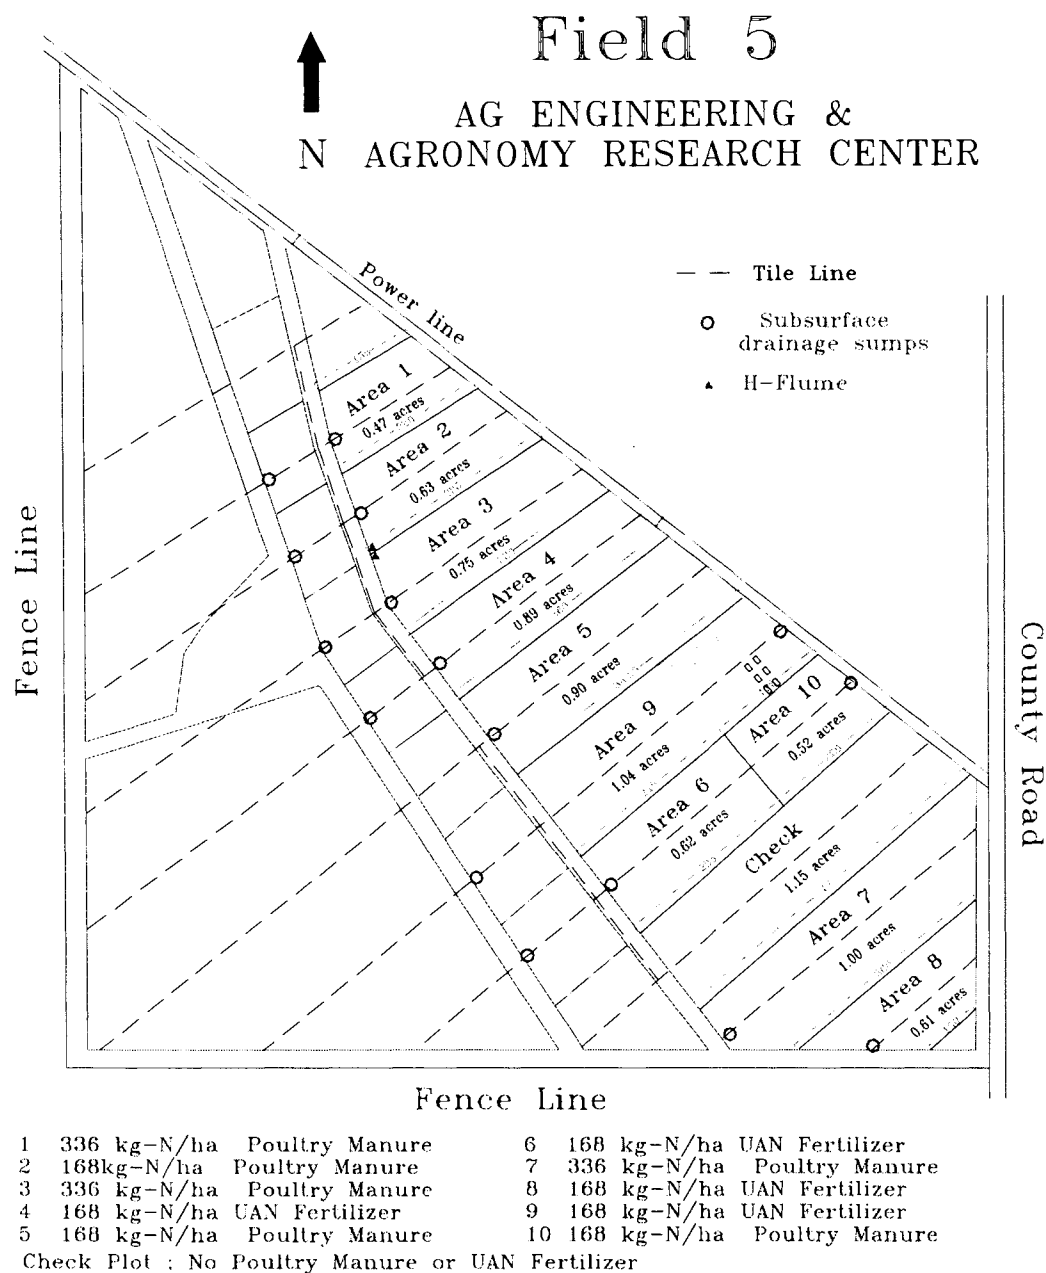 Field 5
AG ENGINEERING &
N AGRONOMY RESEARCH CENTER
Power line
Tile Line
Subsurface
drainage sumps
H-Flume
Area 1
0.47 acres
Area 2
0.63 acres
Area 3
0.75 acres
Area 4
0.89 acres
Area 5
0.90 acres
Area 9
1.04 acres
Area 10
0.52 acres
Area 6
0.62 acres
Check
1.15 acres
Area 7
1.00 acres
Area 8
0.61 acres
Fence Line
County Road
Fence Line
1 336 kg-N/ha Poultry Manure
2 168kg-N/ha Poultry Manure
3 336 kg-N/ha Poultry Manure
4 168 kg-N/ha UAN Fertilizer
5 168 kg-N/ha Poultry Manure
6 168 kg-N/ha UAN Fertilizer
7 336 kg-N/ha Poultry Manure
8 168 kg-N/ha UAN Fertilizer
9 168 kg-N/ha UAN Fertilizer
10 168 kg-N/ha Poultry Manure
Check Plot : No Poultry Manure or UAN Fertilizer